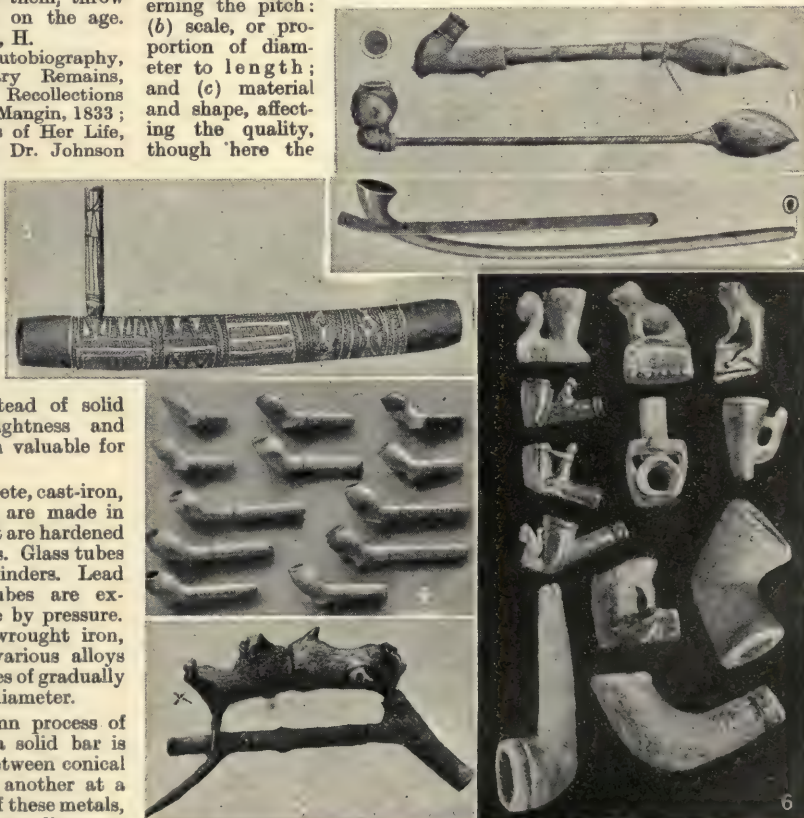 them, throw
on the age.
, H.
utobiography,
ry Remains,
Recollections
Mangin, 1833;
s of Her Life,
Dr. Johnson
erning the pitch:
(b) scale, or pro-
portion of diam-
eter to length;
and (c) material
and shape, affect-
ing the quality,
though here the
tead of solid
ghtness and
valuable for
ete, cast-iron,
are made in
t are hardened
s. Glass tubes
inders. Lead
ubes are ex-
e by pressure.
wrought iron,
various alloys
es of gradually
iameter.
nn process of
a solid bar is
etween conical
another at a
f these metals,
6